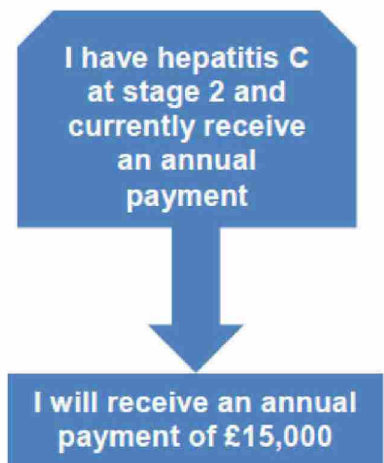 I have hepatitis C
at stage 2 and
currently receive
an annual
payment
I will receive an annual
payment of £15,000